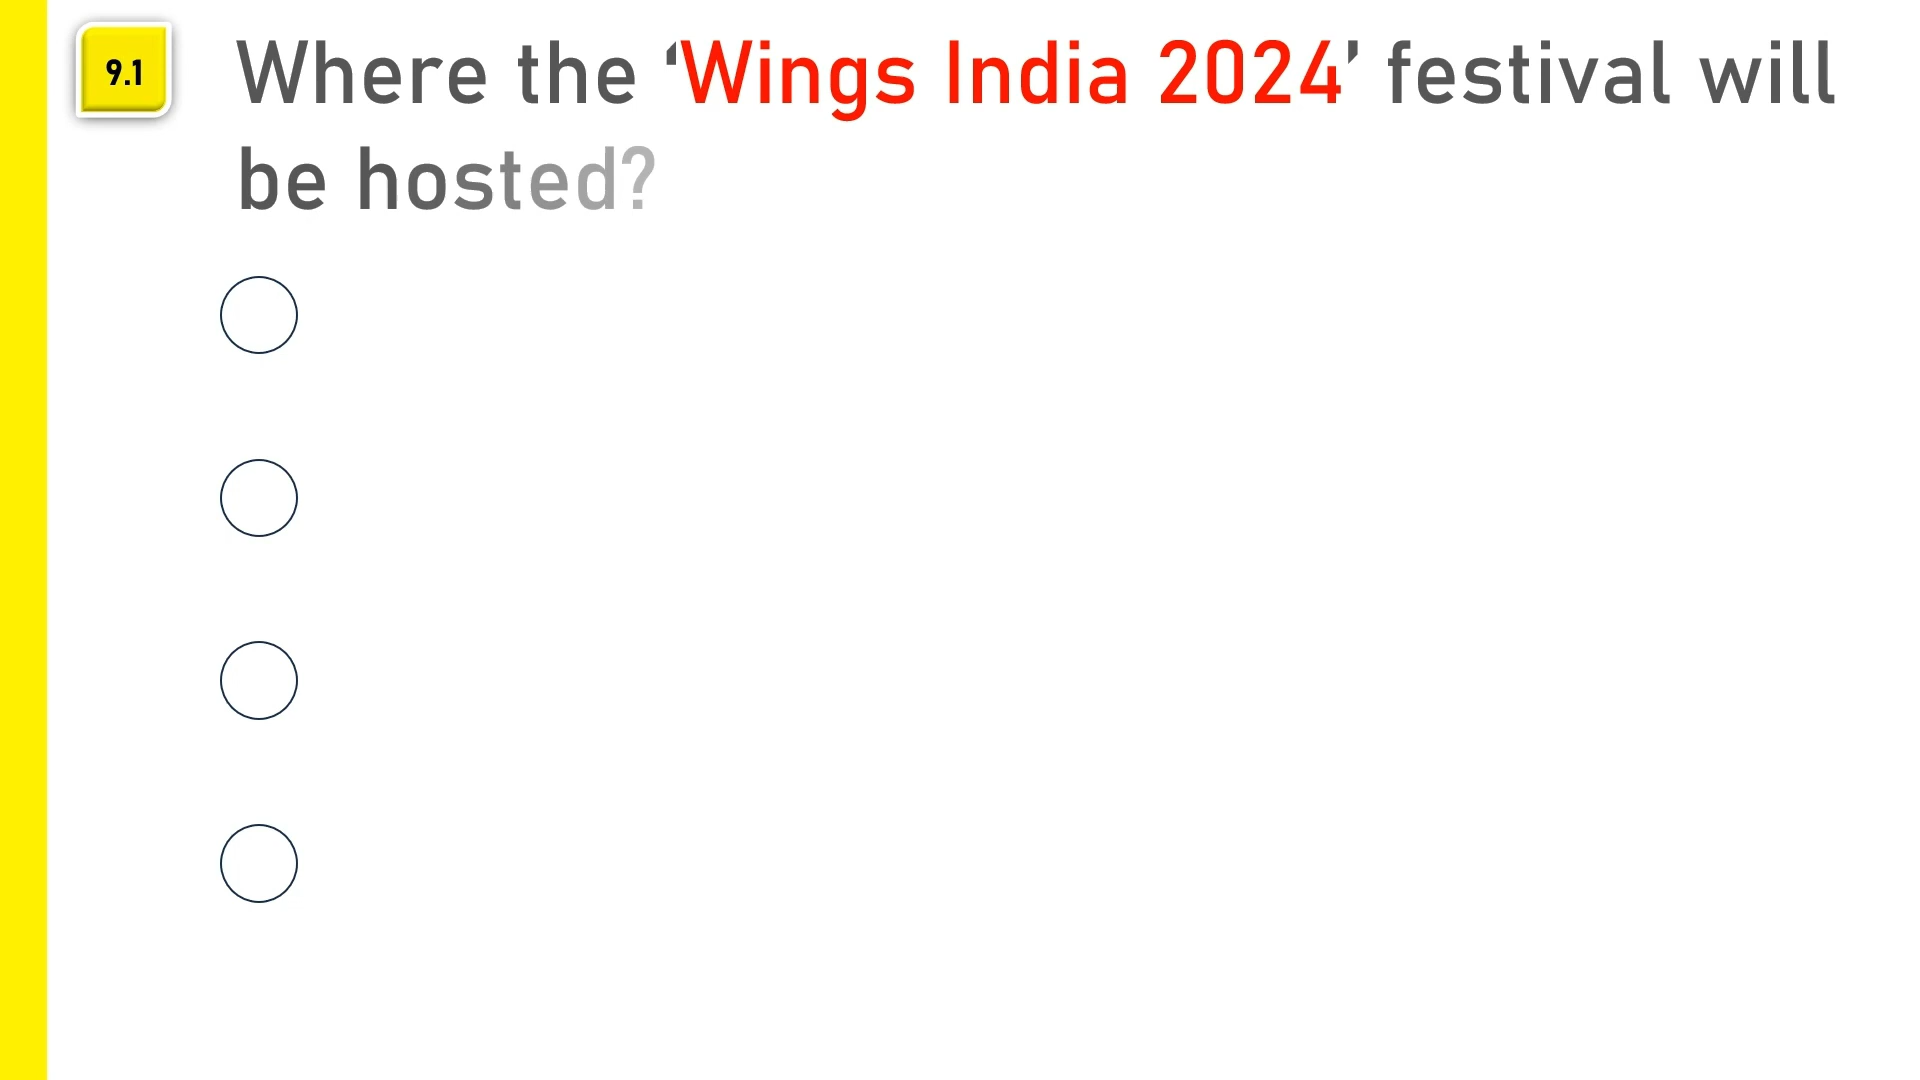 9.1
Where the ‘Wings India 2024’ festival will
be hosted?